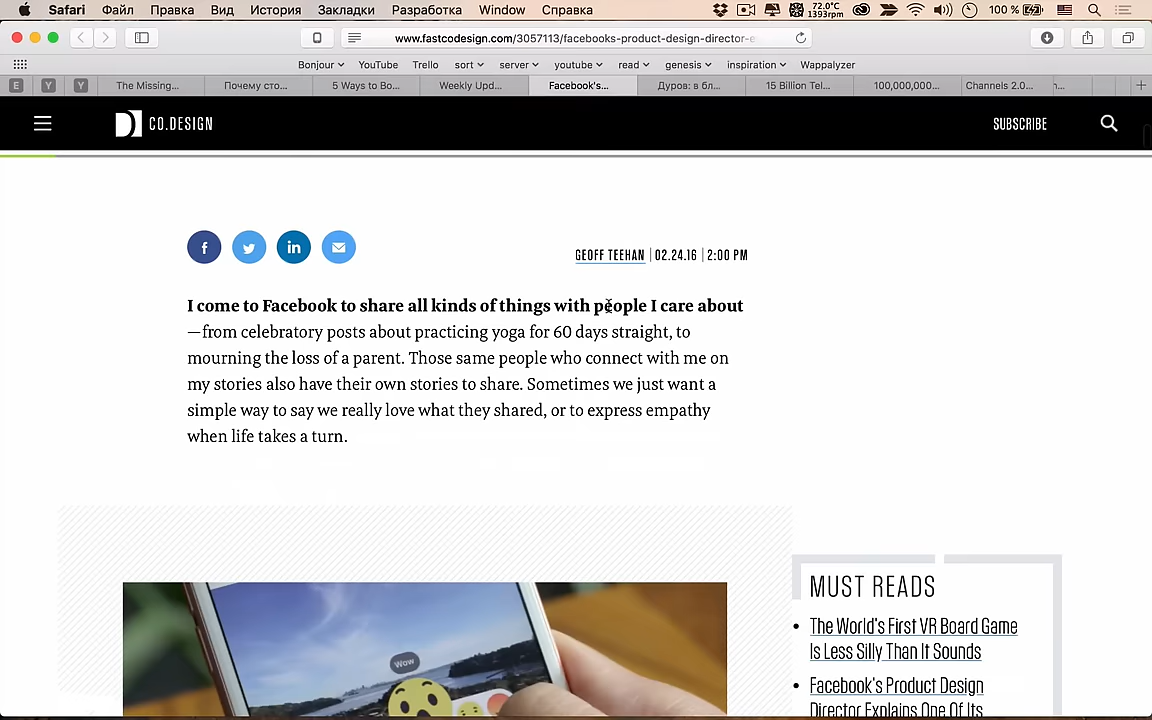 Safari Файл Правка Вид История Закладки Разработка Window Справка 72.0°C 1393rpm 100 %
www.fastcodesign.com/3057113/facebooks-product-design-director-e
Bonjour YouTube Trello sort server youtube read genesis inspiration Wappalyzer
E Y Y The Missing... Почему сто... 5 Ways to Bo... Weekly Upd... Facebook's... Дуров: в бл... 15 Billion Tel... 100,000,000... Channels 2.0...
CO.DESIGN SUBSCRIBE
GEOFF TEEHAN | 02.24.16 | 2:00 PM
I come to Facebook to share all kinds of things with people I care about
—from celebratory posts about practicing yoga for 60 days straight, to
mourning the loss of a parent. Those same people who connect with me on
my stories also have their own stories to share. Sometimes we just want a
simple way to say we really love what they shared, or to express empathy
when life takes a turn.
MUST READS
• The World's First VR Board Game
Is Less Silly Than It Sounds
• Facebook's Product Design
Director Explains One Of Its
Wow